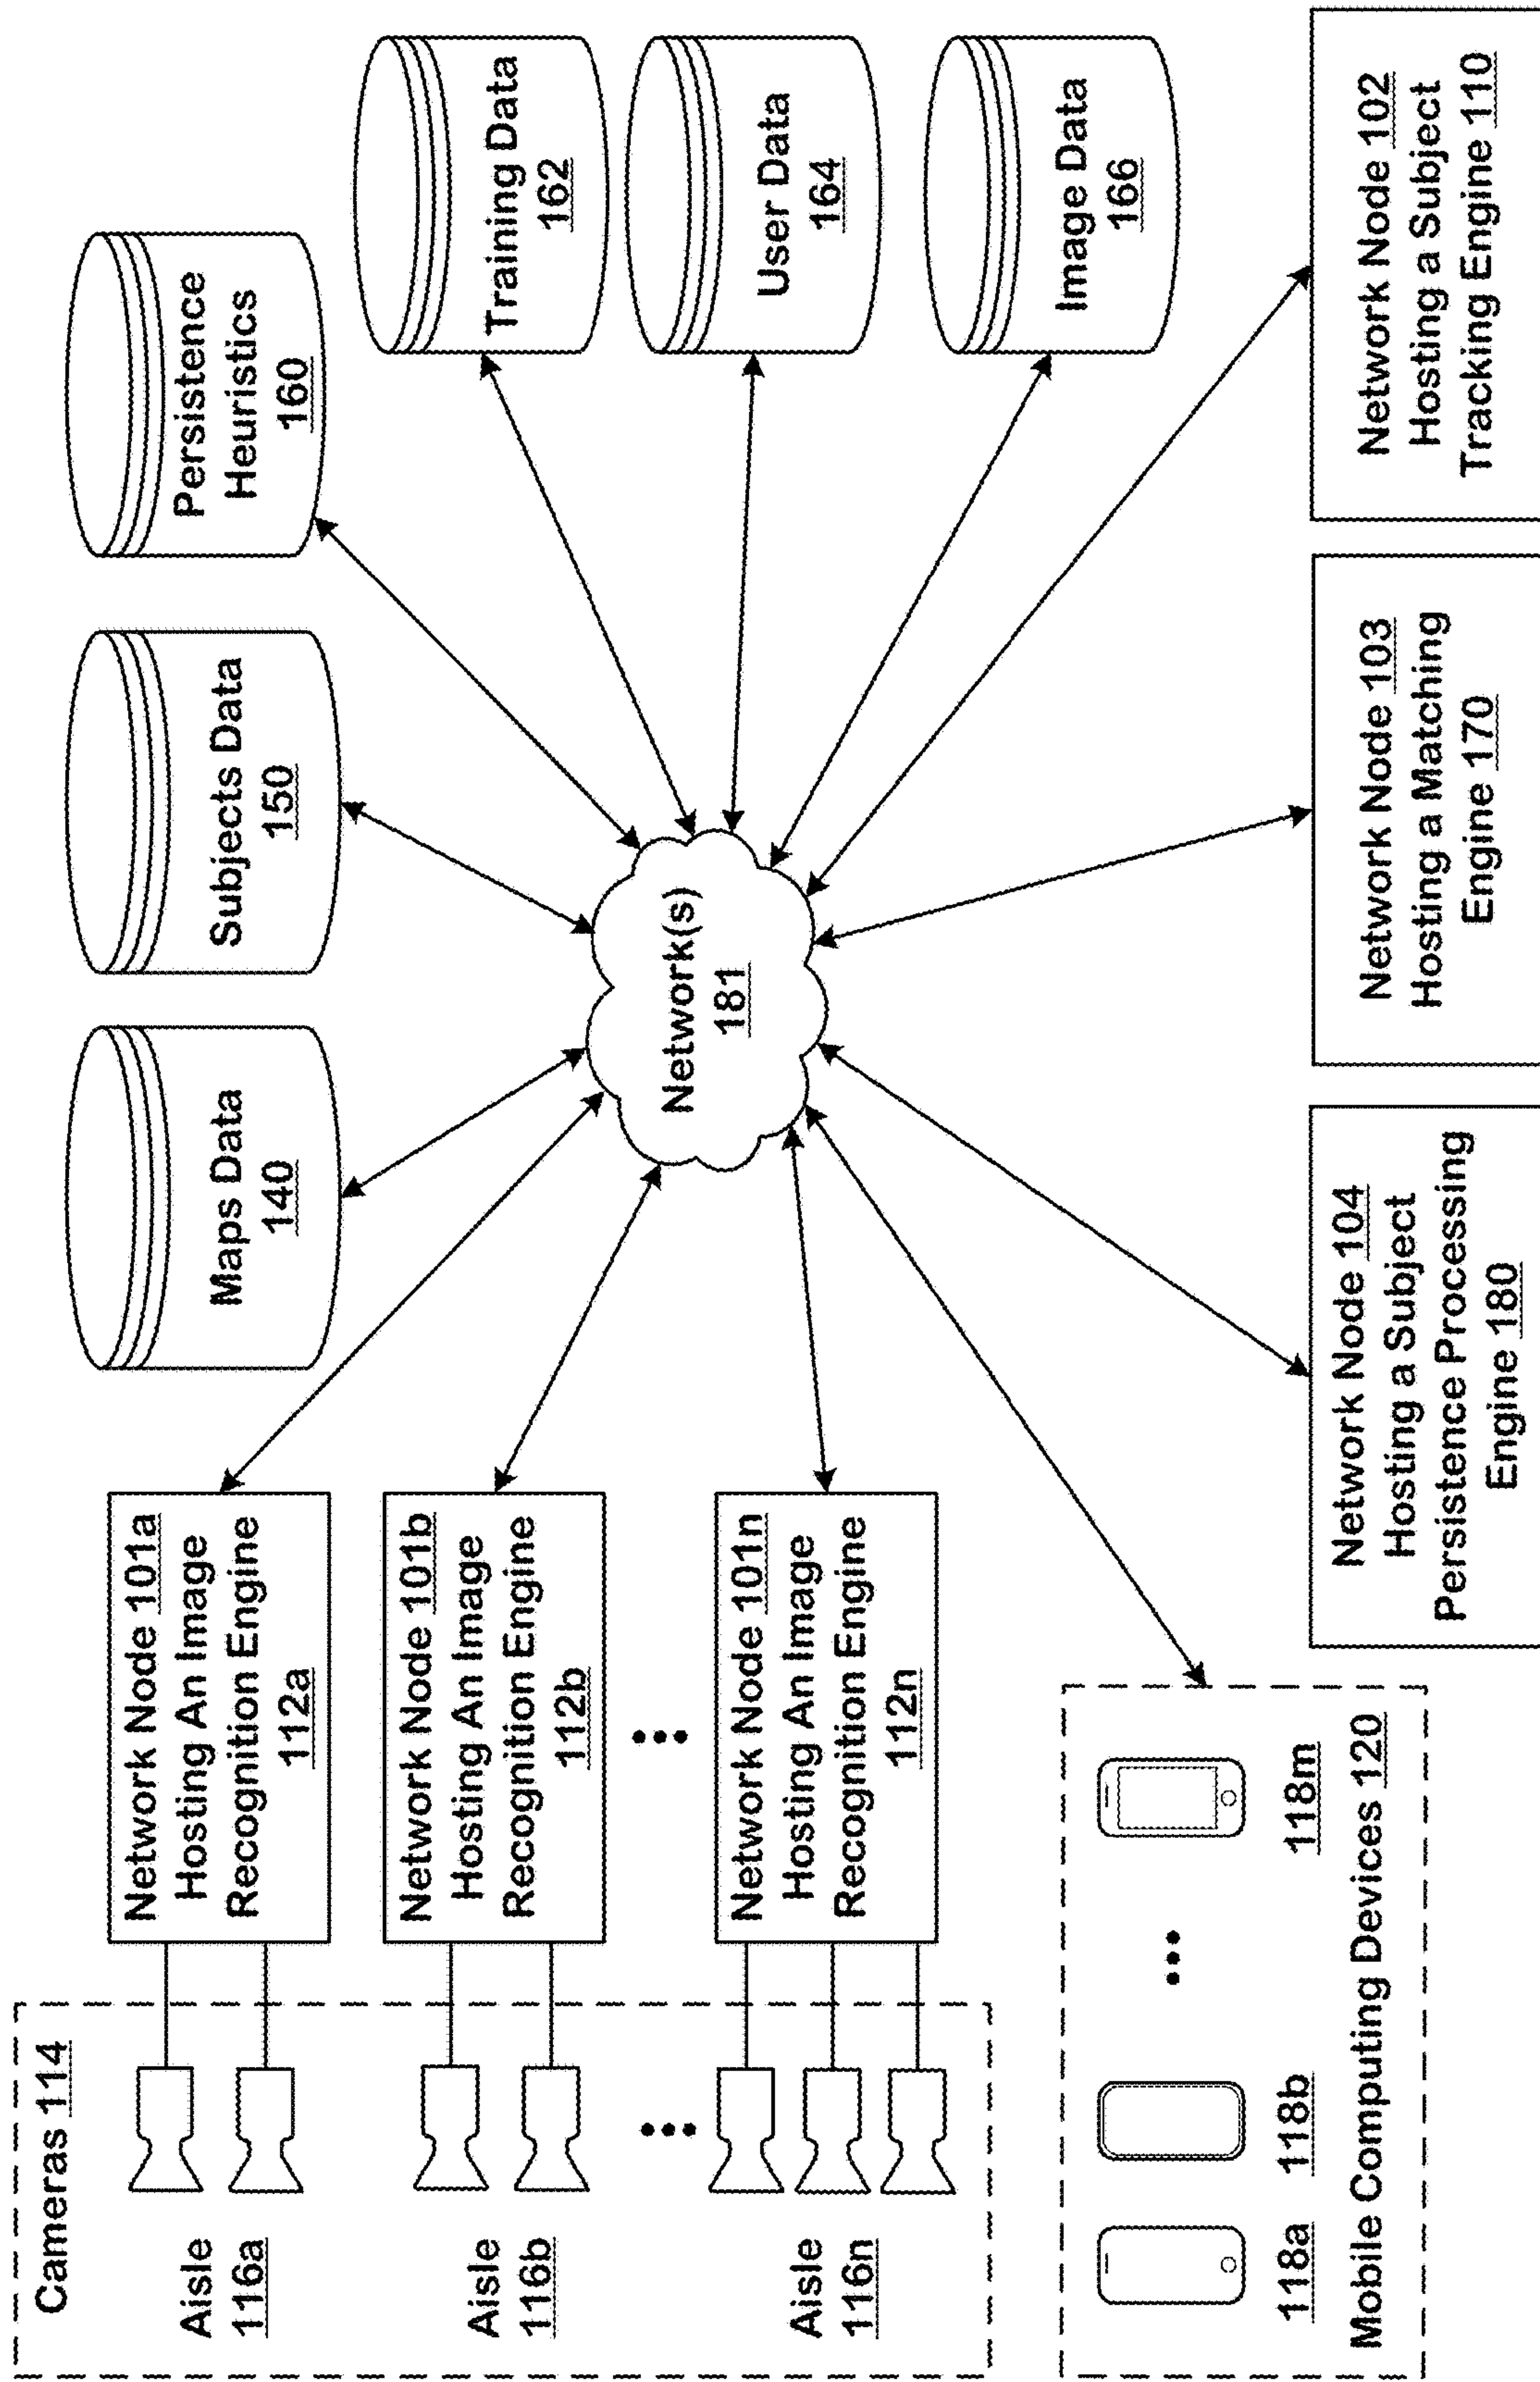 Cameras 114
Aisle
116a
Aisle
116b
Aisle
116n
Network Node 101a
Hosting An Image
Recognition Engine
112a
Network Node 101b
Hosting An Image
Recognition Engine
112b
Network Node 101n
Hosting An Image
Recognition Engine
112n
Maps Data
140
Subjects Data
150
Persistence
Heuristics
160
Training Data
162
User Data
164
Image Data
166
Network(s)
181
118a
118b
118m
Mobile Computing Devices 120
Network Node 104
Hosting a Subject
Persistence Processing
Engine 180
Network Node 103
Hosting a Matching
Engine 170
Network Node 102
Hosting a Subject
Tracking Engine 110